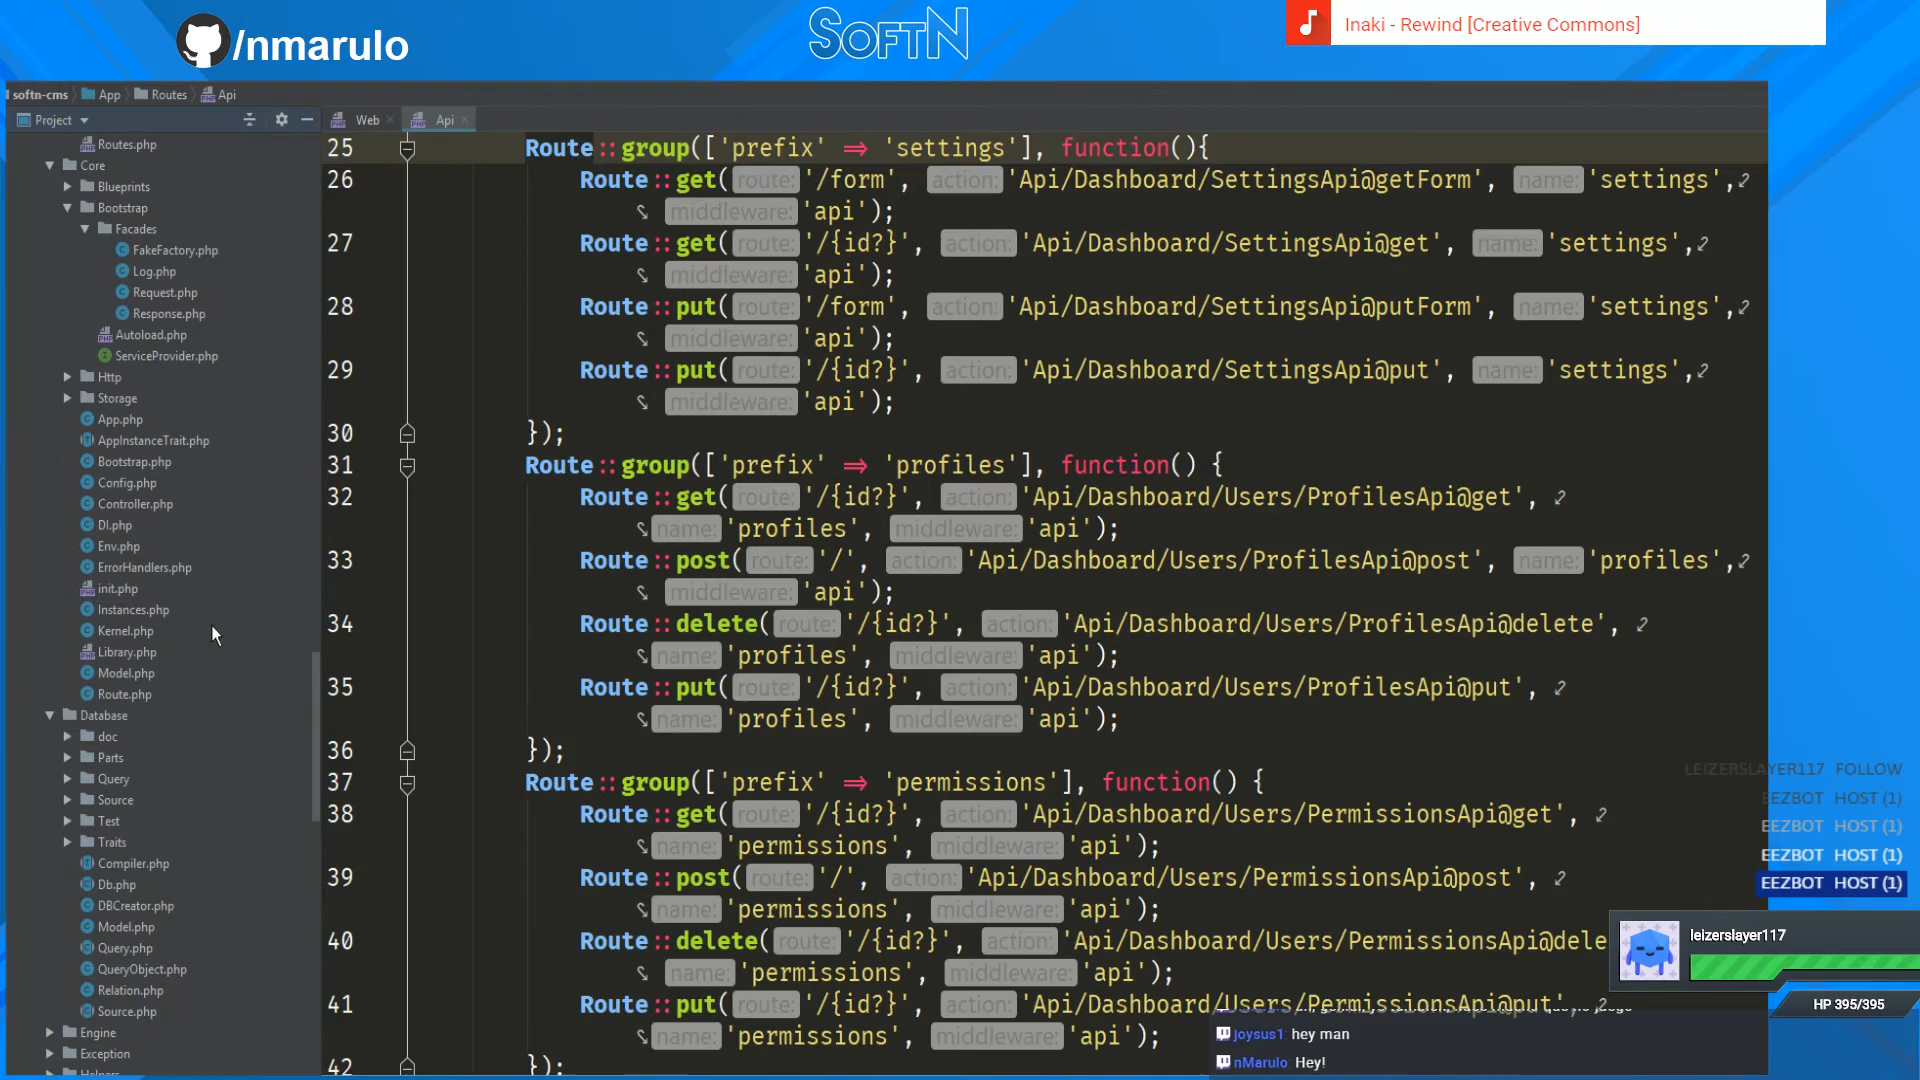 /nmarulo
SOFTN
Inaki - Rewind [Creative Commons]
softn-cms App Routes Api
Project
Web
Api
Routes.php
Core
Blueprints
Bootstrap
Facades
FakeFactory.php
Log.php
Request.php
Response.php
Autoload.php
ServiceProvider.php
Http
Storage
App.php
AppInstanceTrait.php
Bootstrap.php
Config.php
Controller.php
DI.php
Env.php
ErrorHandlers.php
init.php
Instances.php
Kernel.php
Library.php
Model.php
Route.php
Database
doc
Parts
Query
Source
Test
Traits
Compiler.php
Db.php
DBCreator.php
Model.php
Query.php
QueryObject.php
Relation.php
Source.php
Engine
Exception
Helpers
25 Route::group(['prefix' => 'settings'], function(){
26 Route::get( route: '/form', action: 'Api/Dashboard/SettingsApi@getForm', name: 'settings',
middleware: 'api');
27 Route::get( route: '/{id?}', action: 'Api/Dashboard/SettingsApi@get', name: 'settings',
middleware: 'api');
28 Route::put( route: '/form', action: 'Api/Dashboard/SettingsApi@putForm', name: 'settings',
middleware: 'api');
29 Route::put( route: '/{id?}', action: 'Api/Dashboard/SettingsApi@put', name: 'settings',
middleware: 'api');
30 });
31 Route::group(['prefix' => 'profiles'], function() {
32 Route::get( route: '/{id?}', action: 'Api/Dashboard/Users/ProfilesApi@get',
name: 'profiles', middleware: 'api');
33 Route::post( route: '/', action: 'Api/Dashboard/Users/ProfilesApi@post', name: 'profiles',
middleware: 'api');
34 Route::delete( route: '/{id?}', action: 'Api/Dashboard/Users/ProfilesApi@delete',
name: 'profiles', middleware: 'api');
35 Route::put( route: '/{id?}', action: 'Api/Dashboard/Users/ProfilesApi@put',
name: 'profiles', middleware: 'api');
36 });
37 Route::group(['prefix' => 'permissions'], function() {
38 Route::get( route: '/{id?}', action: 'Api/Dashboard/Users/PermissionsApi@get',
name: 'permissions', middleware: 'api');
39 Route::post( route: '/', action: 'Api/Dashboard/Users/PermissionsApi@post',
name: 'permissions', middleware: 'api');
40 Route::delete( route: '/{id?}', action: 'Api/Dashboard/Users/PermissionsApi@dele
name: 'permissions', middleware: 'api');
41 Route::put( route: '/{id?}', action: 'Api/Dashboard/Users/PermissionsApi@put',
name: 'permissions', middleware: 'api');
42 });
LEIZERSLAYER117 FOLLOW
EEZBOT HOST (1)
EEZBOT HOST (1)
EEZBOT HOST (1)
EEZBOT HOST (1)
leizerslayer117
HP 395/395
joysus1: hey man
nMarulo: Hey!